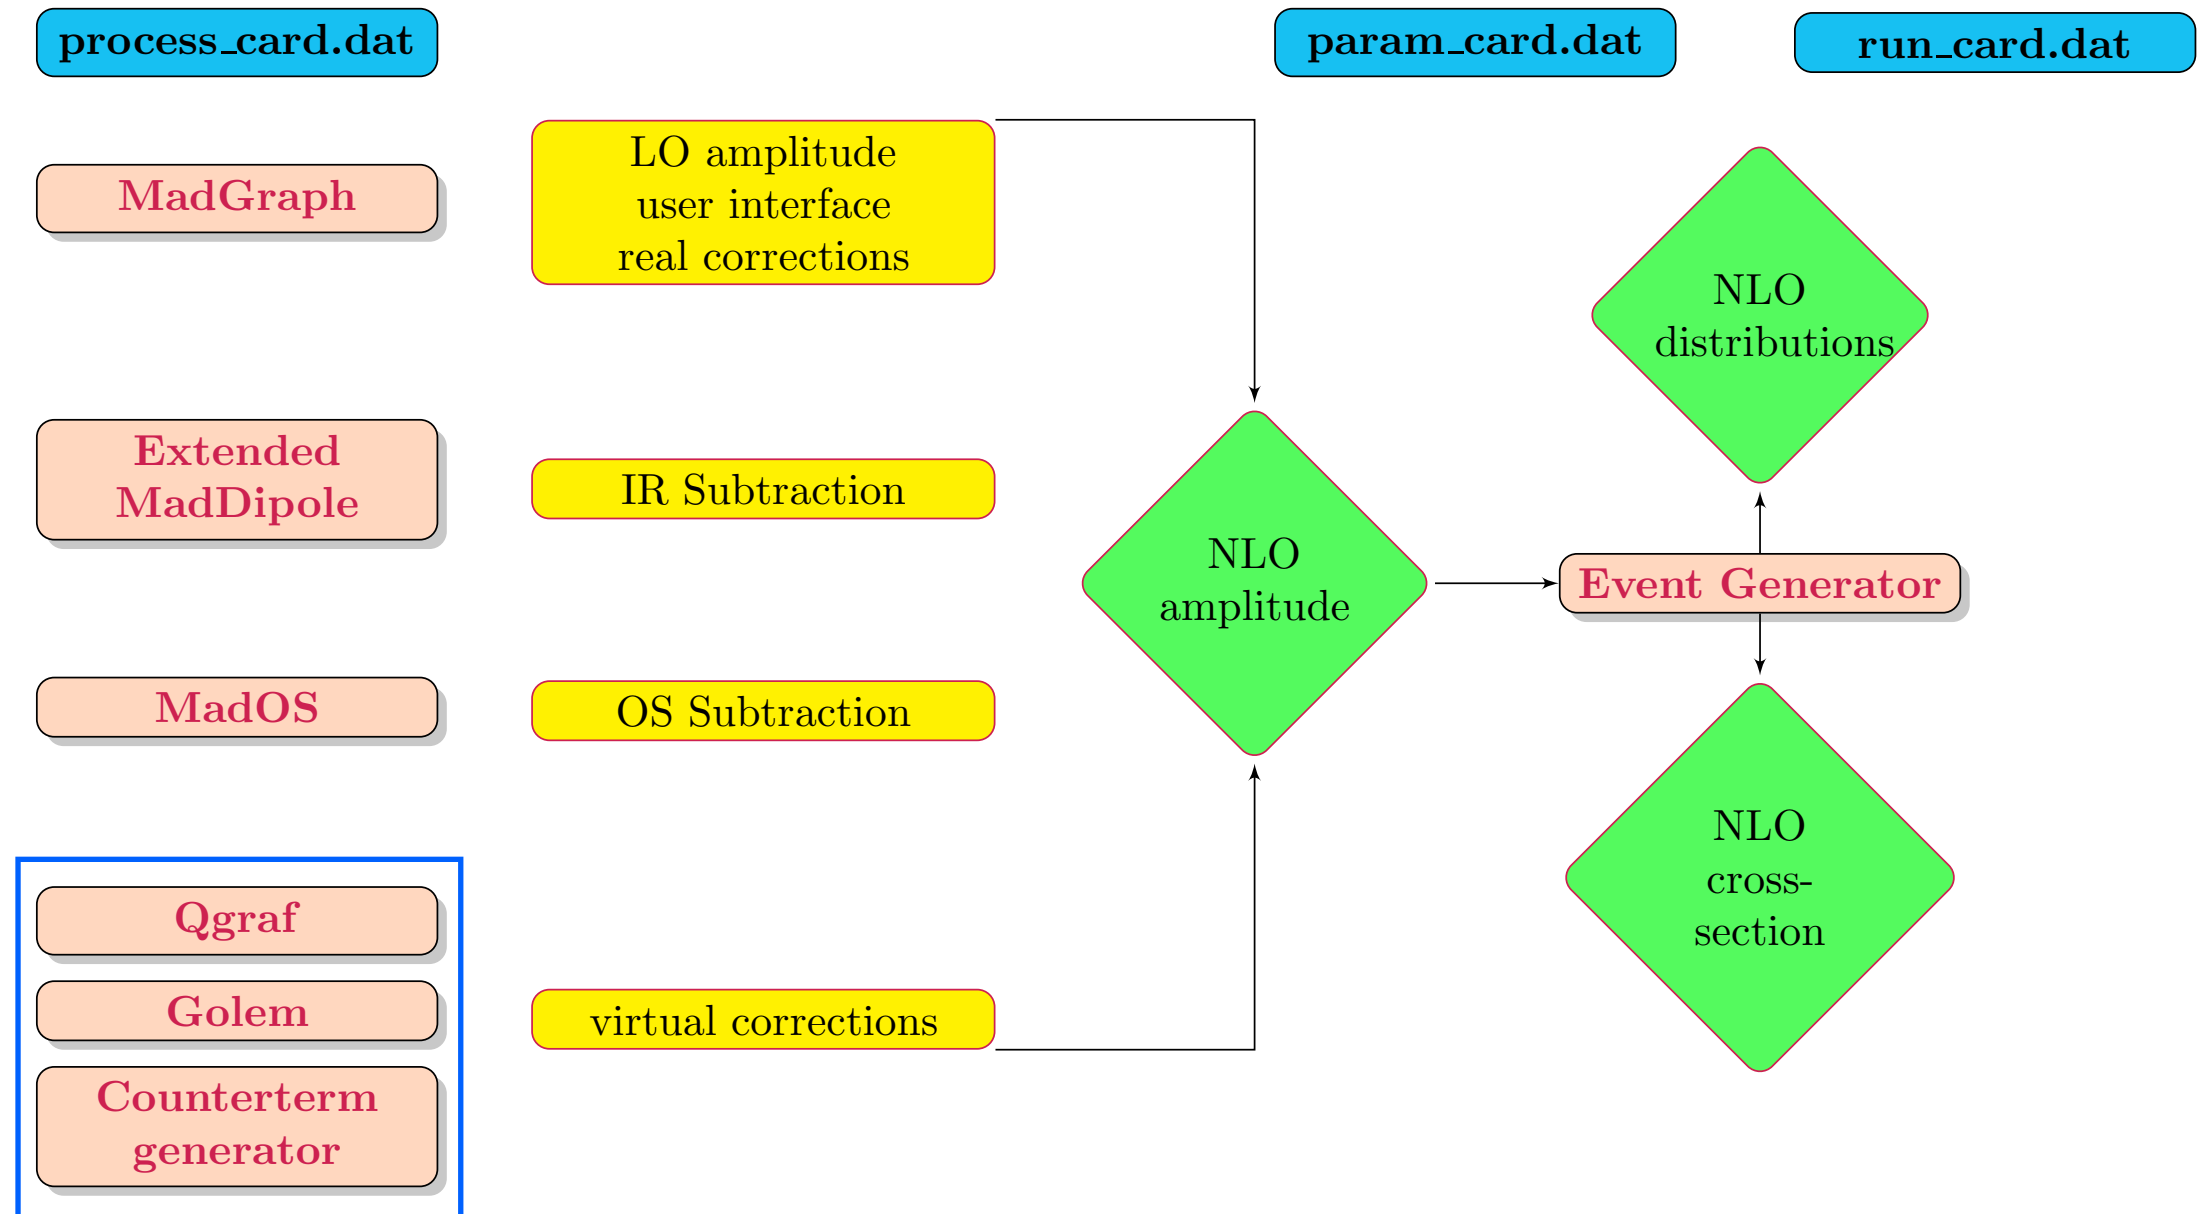 process_card.dat
param_card.dat
run_card.dat
MadGraph
LO amplitude
user interface
real corrections
NLO
distributions
Extended
MadDipole
IR Subtraction
NLO
amplitude
Event Generator
MadOS
OS Subtraction
NLO
cross-
section
Qgraf
Golem
virtual corrections
Counterterm
generator